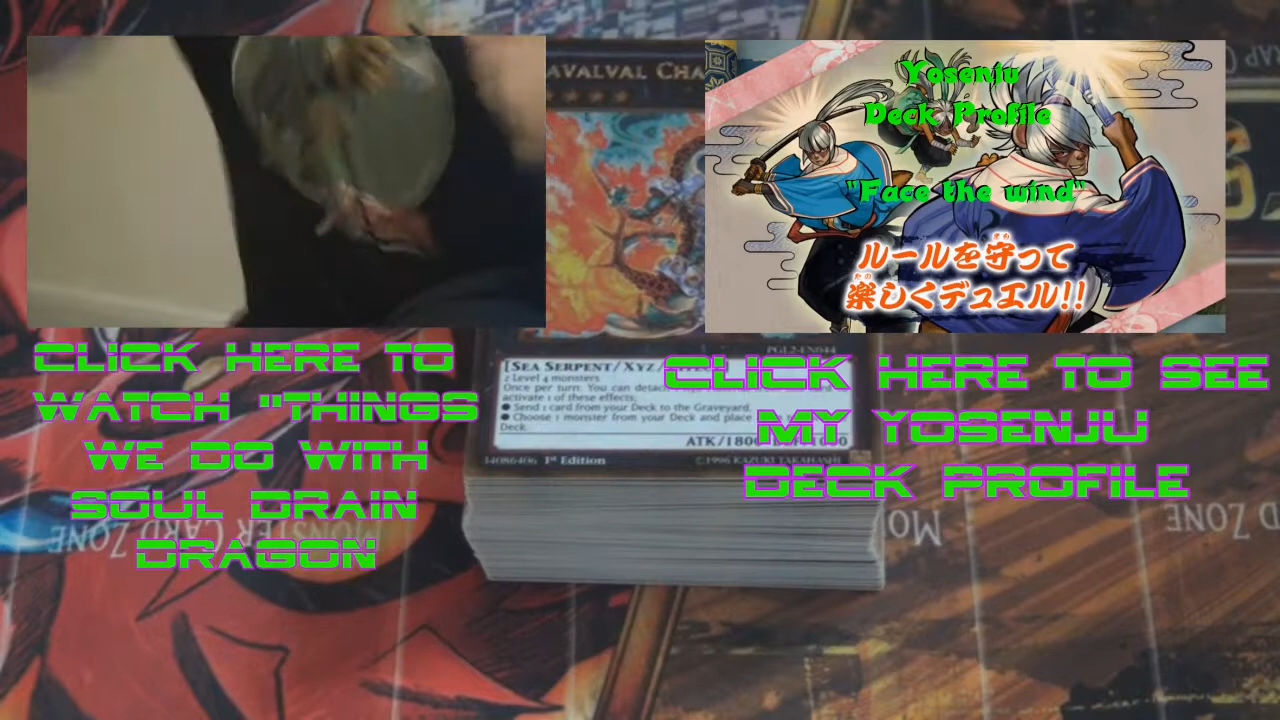 AVALVAL CHA
Yosenju
Deck Profile
"Face the wind"
ルールを守って
楽しくデュエル!!
CLICK HERE TO
WATCH "THINGS
WE DO WITH
SOUL DRAIN
DRAGON
CLICK HERE TO SEE
MY YOSENJU
DECK PROFILE
PGL2-EN044
[SEA SERPENT/XYZ/
2 Level 4 monsters
Once per turn: You can detac
activate 1 of these effects.
● Send 1 card from your Deck to the Graveyard.
● Choose 1 monster from your Deck and place
Deck.
ATK/1800
34086406 1st Edition
©1996 KAZUKI TAKAHASHI
MONSTER CARD ZONE
MO
D ZONE